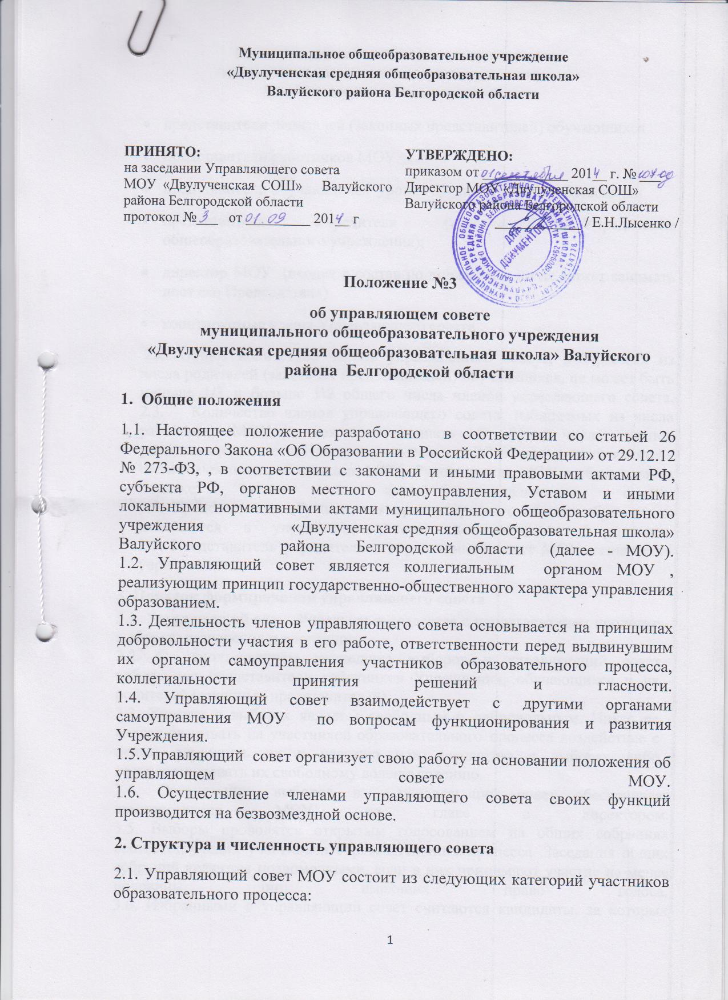 Муниципальное общеобразовательное учреждение
«Двулученская средняя общеобразовательная школа»
Валуйского района Белгородской области
ПРИНЯТО:
на заседании Управляющего совета
МОУ «Двулученская СОШ» Валуйского
района Белгородской области
протокол № 3 от 01.09 2014 г
УТВЕРЖДЕНО:
приказом от 01 сентября 2014 г. № 107-од
Директор МОУ «Двулученская СОШ»
Валуйского района Белгородской области
/ Е.Н.Лысенко /
ДЛЯ
ДОКУМЕНТОВ
Положение №3
об управляющем совете
муниципального общеобразовательного учреждения
«Двулученская средняя общеобразовательная школа» Валуйского
района Белгородской области
1. Общие положения
1.1. Настоящее положение разработано в соответствии со статьей 26
Федерального Закона «Об Образовании в Российской Федерации» от 29.12.12
№ 273-ФЗ, , в соответствии с законами и иными правовыми актами РФ,
субъекта РФ, органов местного самоуправления, Уставом и иными
локальными нормативными актами муниципального общеобразовательного
учреждения «Двулученская средняя общеобразовательная школа»
Валуйского района Белгородской области (далее - МОУ).
1.2. Управляющий совет является коллегиальным органом МОУ ,
реализующим принцип государственно-общественного характера управления
образованием.
1.3. Деятельность членов управляющего совета основывается на принципах
добровольности участия в его работе, ответственности перед выдвинувшим
их органом самоуправления участников образовательного процесса,
коллегиальности принятия решений и гласности.
1.4. Управляющий совет взаимодействует с другими органами
самоуправления МОУ по вопросам функционирования и развития
Учреждения.
1.5.Управляющий совет организует свою работу на основании положения об
управляющем совете МОУ.
1.6. Осуществление членами управляющего совета своих функций
производится на безвозмездной основе.
2. Структура и численность управляющего совета
2.1. Управляющий совет МОУ состоит из следующих категорий участников
образовательного процесса:
1